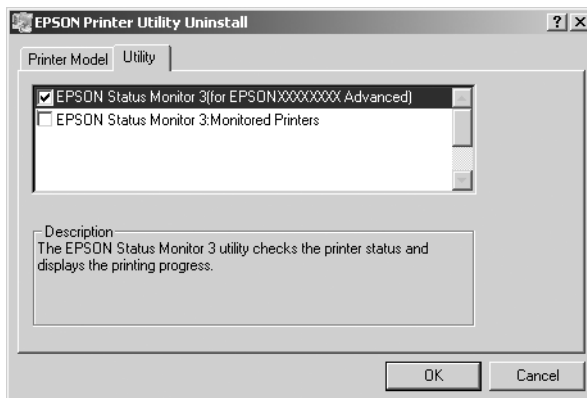 EPSON Printer Utility Uninstall
Printer Model
Utility
EPSON Status Monitor 3(for EPSONXXXXXXXX Advanced)
EPSON Status Monitor 3:Monitored Printers
Description
The EPSON Status Monitor 3 utility checks the printer status and
displays the printing progress.
OK
Cancel